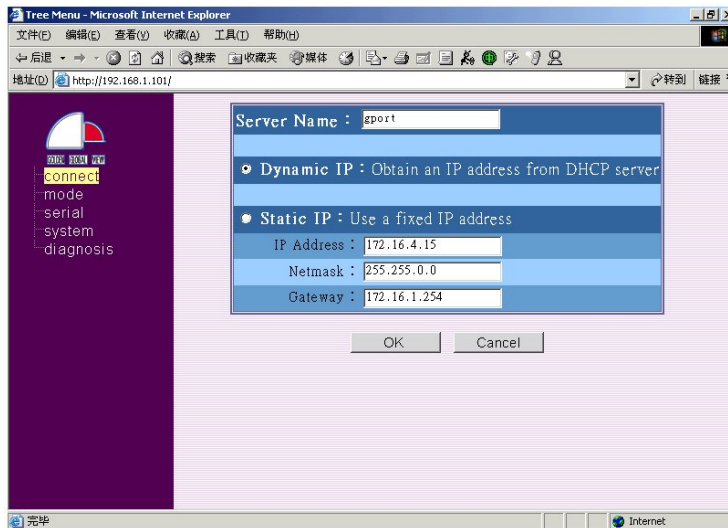 Tree Menu - Microsoft Internet Explorer
文件(F) 编辑(E) 查看(V) 收藏(A) 工具(T) 帮助(H)
后退 搜索 收藏夹 媒体
地址(D) http://192.168.1.101/ 转到 链接
Server Name : gport
Dynamic IP : Obtain an IP address from DHCP server
Static IP : Use a fixed IP address
IP Address : 172.16.4.15
Netmask : 255.255.0.0
Gateway : 172.16.1.254
OK Cancel
GLOBAL VIEW
connect
mode
serial
system
diagnosis
完毕 Internet